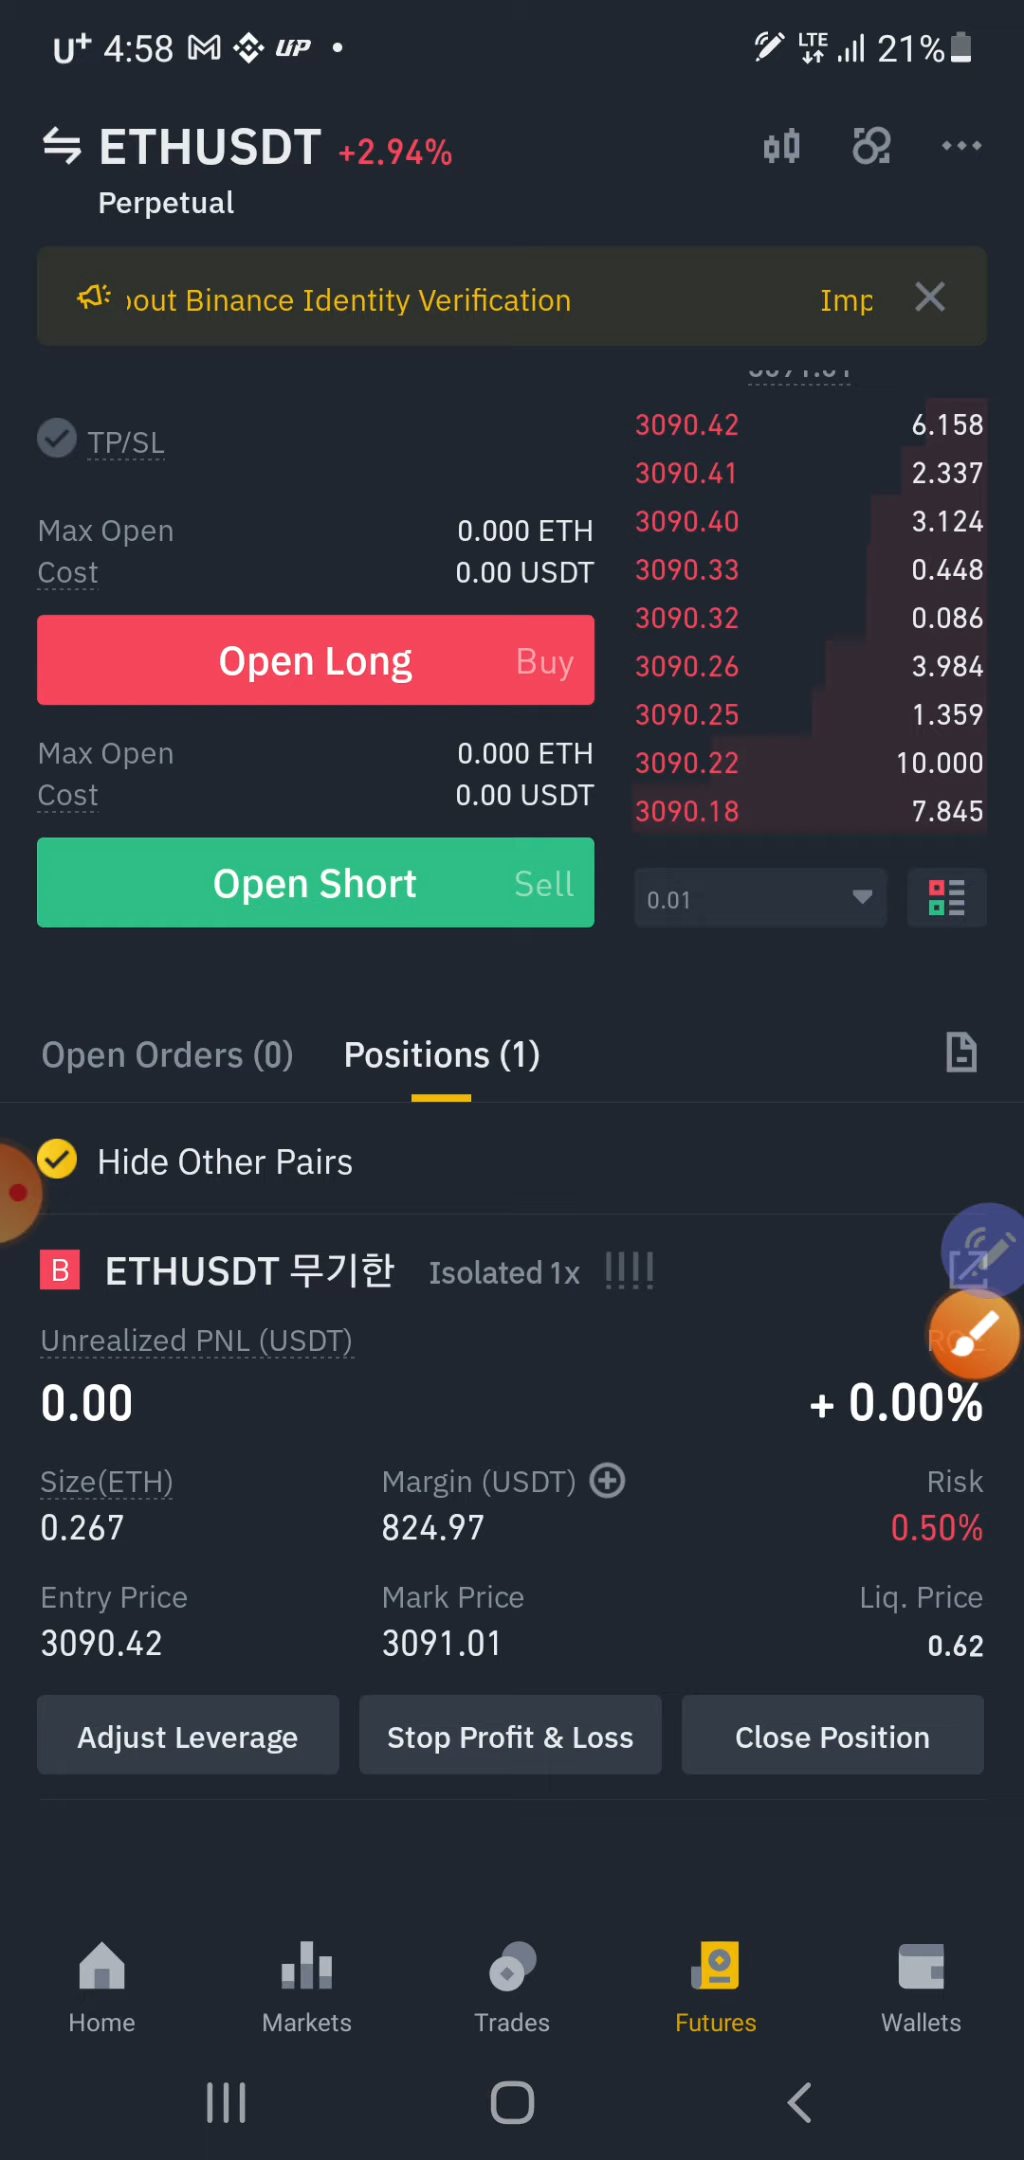 U+ 4:58 UP
LTE 21%
ETHUSDT +2.94%
Perpetual
out Binance Identity Verification Imp
TP/SL
Max Open 0.000 ETH
Cost 0.00 USDT
Open Long Buy
Max Open 0.000 ETH
Cost 0.00 USDT
Open Short Sell
3091.01
3090.42 6.158
3090.41 2.337
3090.40 3.124
3090.33 0.448
3090.32 0.086
3090.26 3.984
3090.25 1.359
3090.22 10.000
3090.18 7.845
0.01
Open Orders (0) Positions (1)
Hide Other Pairs
B ETHUSDT 무기한 Isolated 1x !!!!
Unrealized PNL (USDT)
0.00 + 0.00%
Size(ETH) Margin (USDT) Risk
0.267 824.97 0.50%
Entry Price Mark Price Liq. Price
3090.42 3091.01 0.62
Adjust Leverage Stop Profit & Loss Close Position
Home Markets Trades Futures Wallets